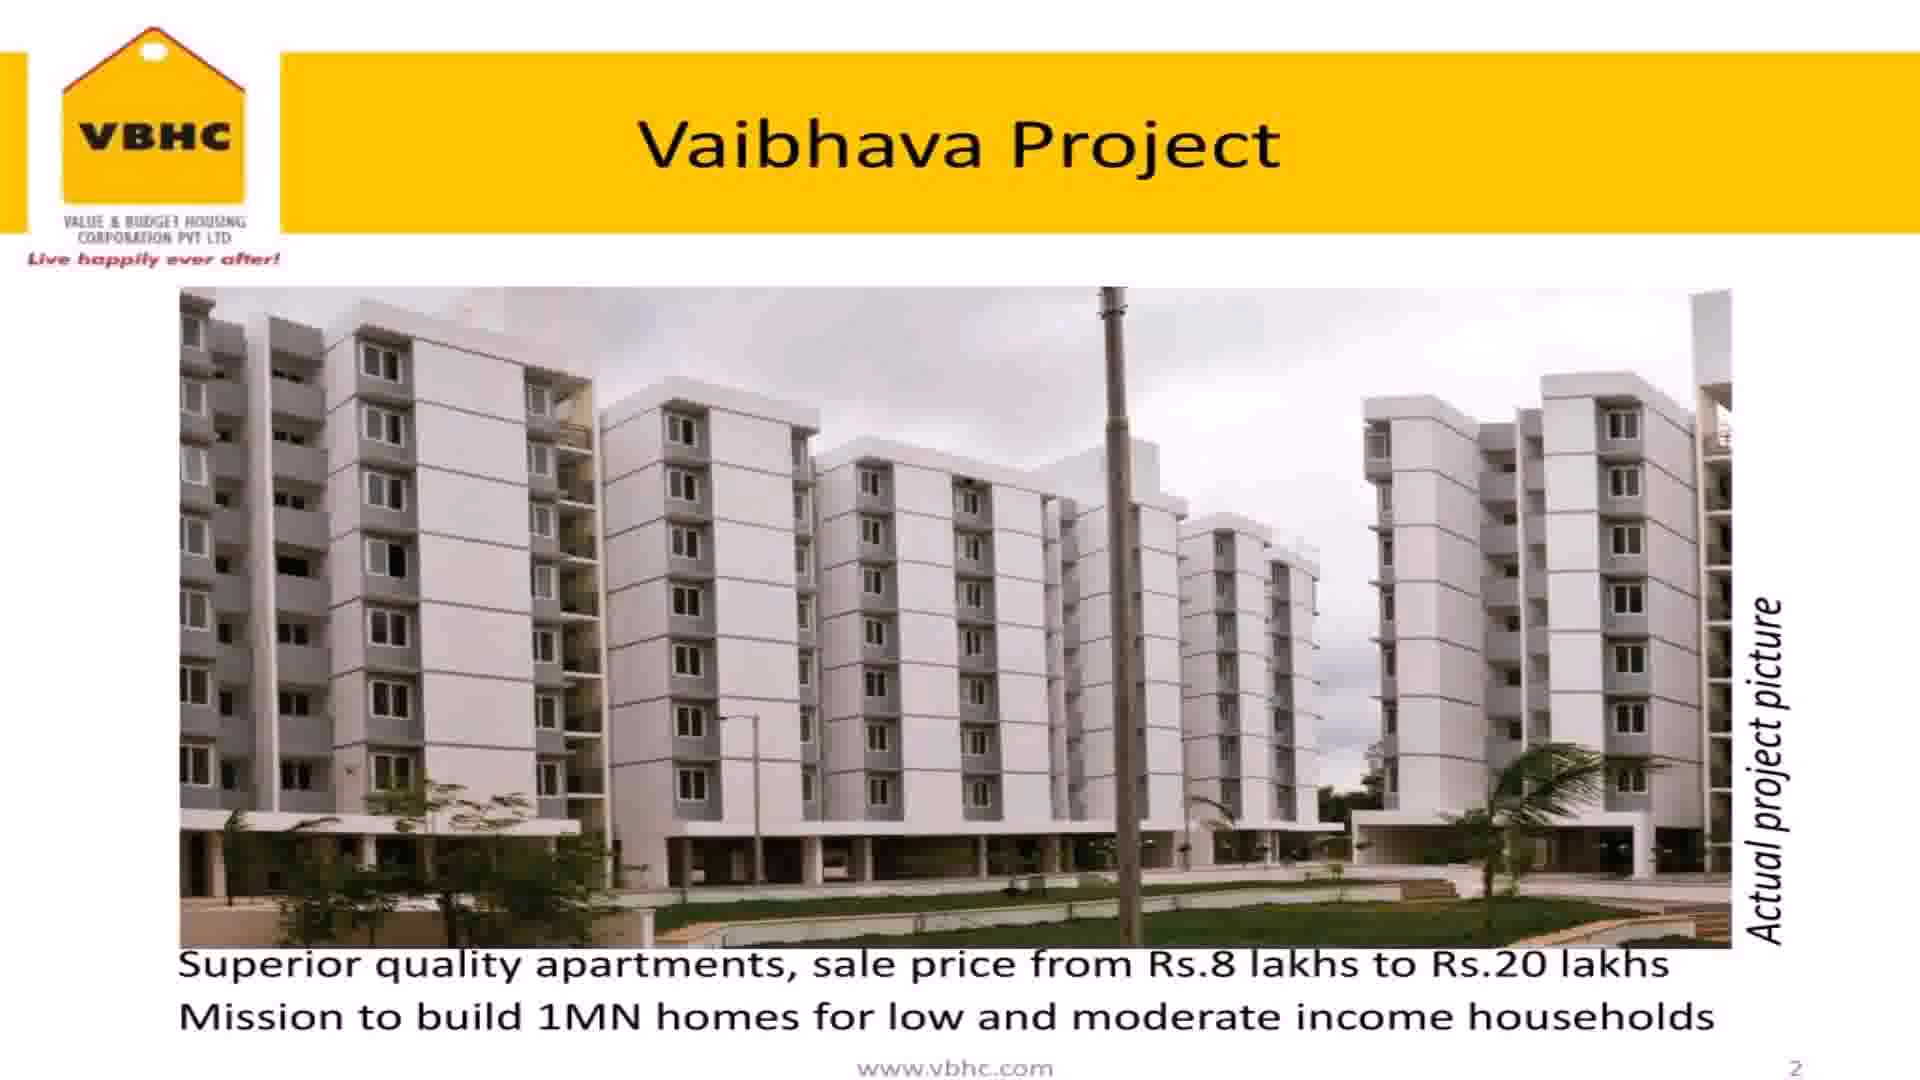 VBHC
VALUE & BUDGET HOUSING
CORPORATION PVT LTD
Live happily ever after!
Vaibhava Project
Actual project picture
Superior quality apartments, sale price from Rs.8 lakhs to Rs.20 lakhs
Mission to build 1MN homes for low and moderate income households
www.vbhc.com
2